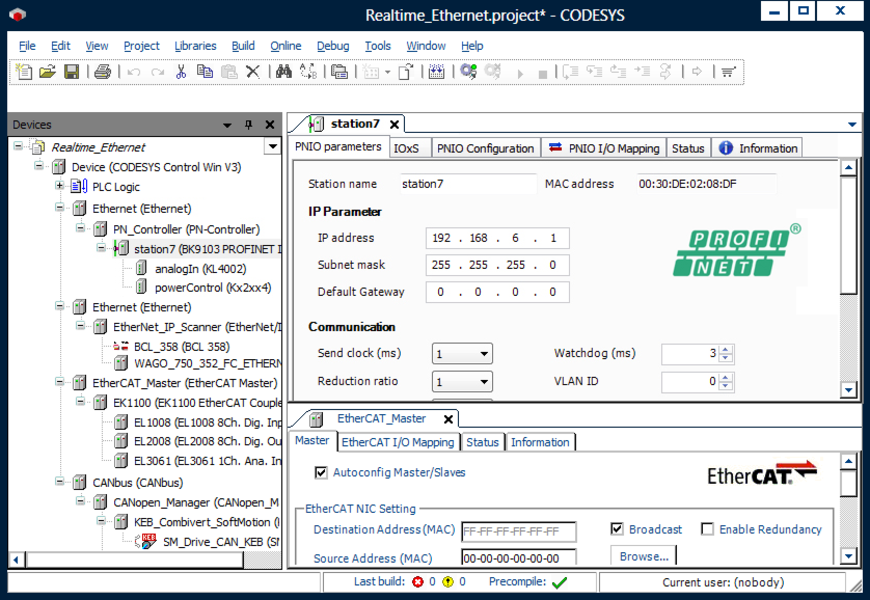 Realtime_Ethernet.project* - CODESYS
File Edit View Project Libraries Build Online Debug Tools Window Help
Devices
Realtime_Ethernet
Device (CODESYS Control Win V3)
PLC Logic
Ethernet (Ethernet)
PN_Controller (PN-Controller)
station7 (BK9103 PROFINET I
analogIn (KL4002)
powerControl (Kx2xx4)
Ethernet (Ethernet)
EtherNet_IP_Scanner (EtherNet/I
BCL_358 (BCL 358)
WAGO_750_352_FC_ETHERN
EtherCAT_Master (EtherCAT Master)
EK1100 (EK1100 EtherCAT Couple
EL1008 (EL1008 8Ch. Dig. Inp
EL2008 (EL2008 8Ch. Dig. Ou
EL3061 (EL3061 1Ch. Ana. In
CANbus (CANbus)
CANopen_Manager (CANopen_M
KEB_Combivert_SoftMotion (
SM_Drive_CAN_KEB (SM
station7
PNIO parameters IOxS PNIO Configuration PNIO I/O Mapping Status Information
Station name station7 MAC address 00:30:DE:02:08:DF
IP Parameter
IP address 192 . 168 . 6 . 1
Subnet mask 255 . 255 . 255 . 0
Default Gateway 0 . 0 . 0 . 0
PROFI
NET
®
Communication
Send clock (ms) 1 Watchdog (ms) 3
Reduction ratio 1 VLAN ID 0
EtherCAT_Master
Master EtherCAT I/O Mapping Status Information
Autoconfig Master/Slaves
EtherCAT®
EtherCAT NIC Setting
Destination Address (MAC) FF-FF-FF-FF-FF-FF Broadcast Enable Redundancy
Source Address (MAC) 00-00-00-00-00-00 Browse...
Last build: 0 0 Precompile: Current user: (nobody)